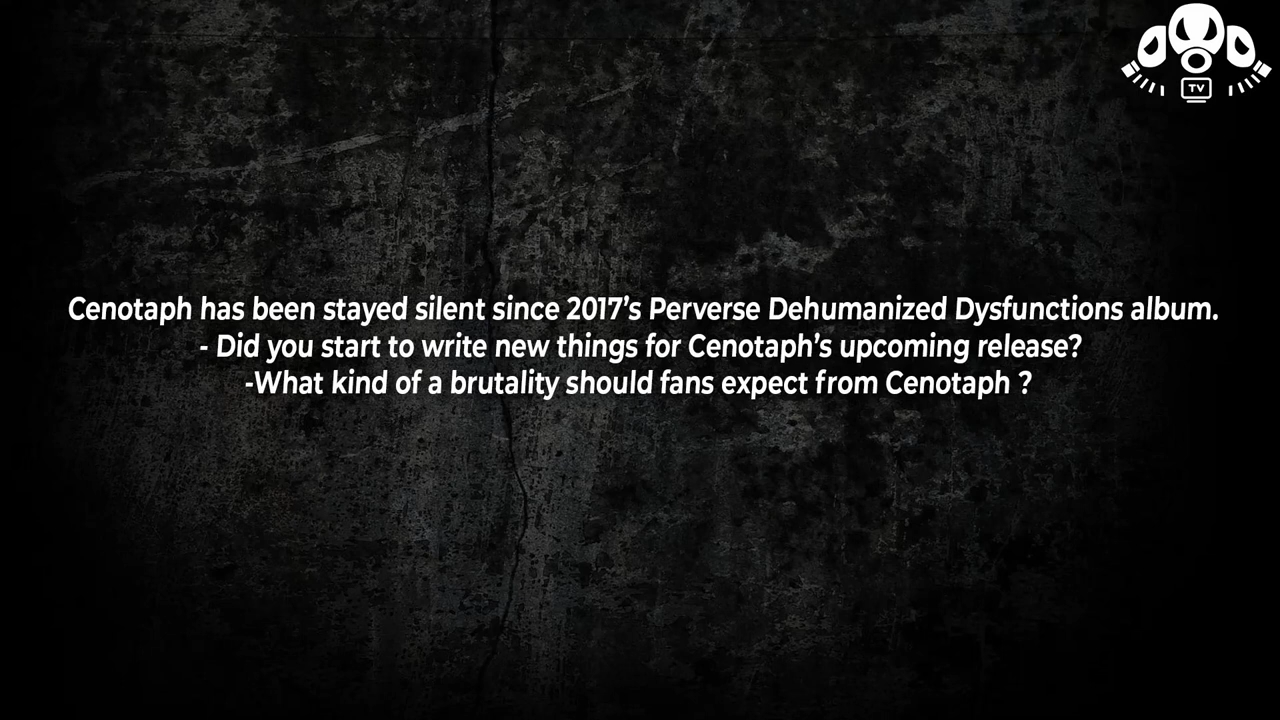 TV
Cenotaph has been stayed silent since 2017's Perverse Dehumanized Dysfunctions album.
- Did you start to write new things for Cenotaph's upcoming release?
-What kind of a brutality should fans expect from Cenotaph ?